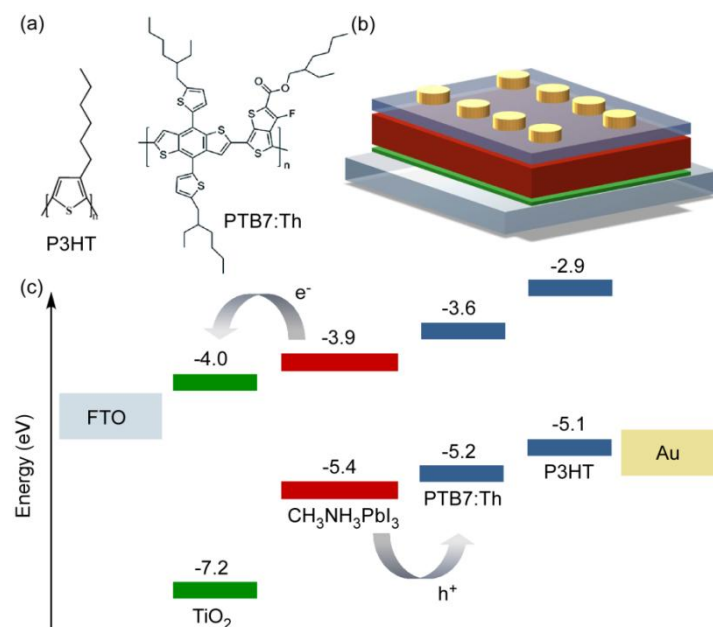 (a)
(b)
O
O
F
S
S
S
S
S
S
S
n
n
P3HT
PTB7:Th
(c)
e-
-2.9
-3.6
-3.9
-4.0
FTO
-5.1
-5.2
-5.4
P3HT
Au
PTB7:Th
CH₃NH₃PbI₃
h⁺
-7.2
TiO₂
Energy (eV)